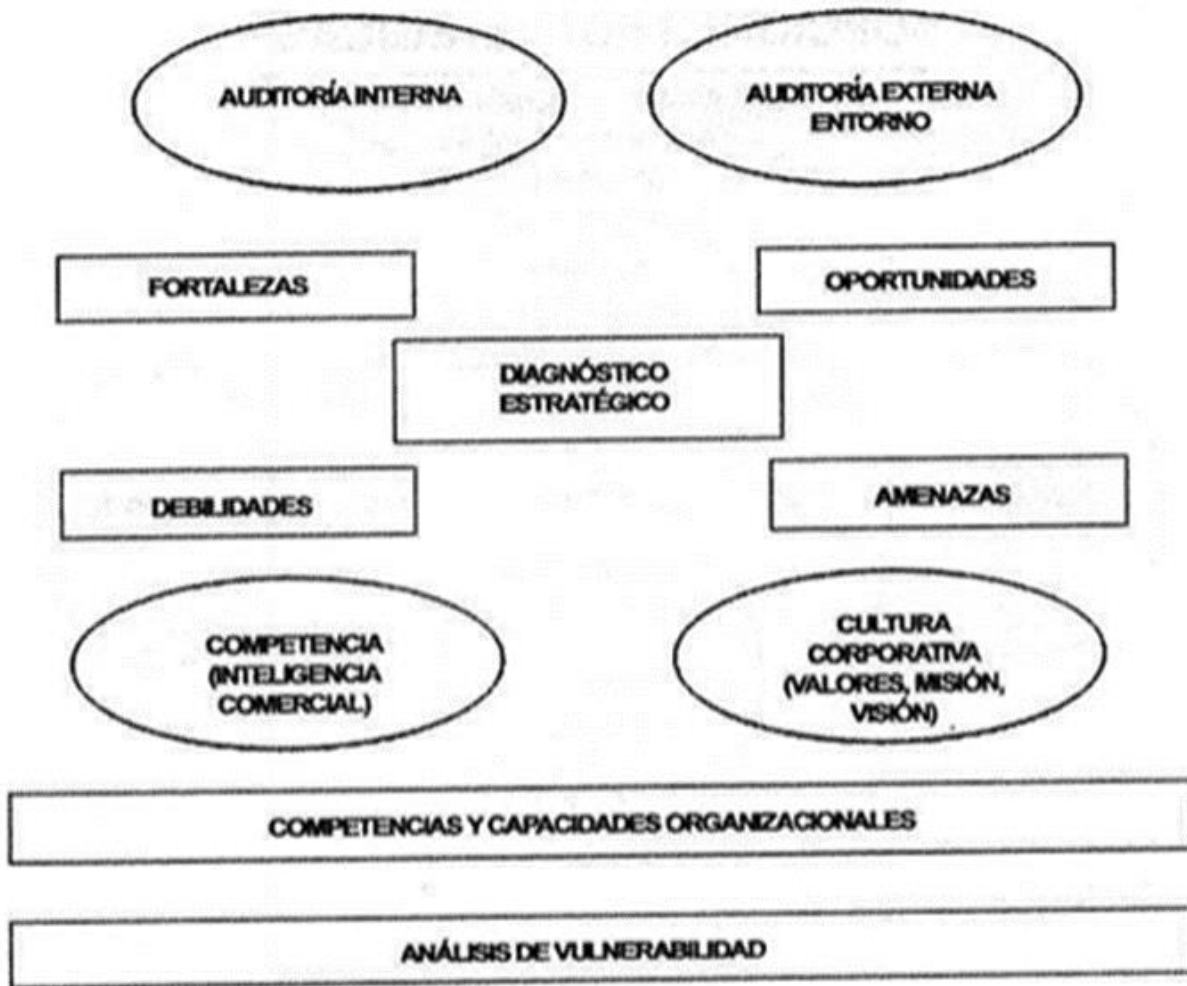 AUDITORÍA INTERNA
AUDITORÍA EXTERNA
ENTORNO
FORTALEZAS
OPORTUNIDADES
DIAGNÓSTICO
ESTRATÉGICO
DEBILIDADES
AMENAZAS
COMPETENCIA
(INTELIGENCIA
COMERCIAL)
CULTURA
CORPORATIVA
(VALORES, MISIÓN,
VISIÓN)
COMPETENCIAS Y CAPACIDADES ORGANIZACIONALES
ANÁLISIS DE VULNERABILIDAD